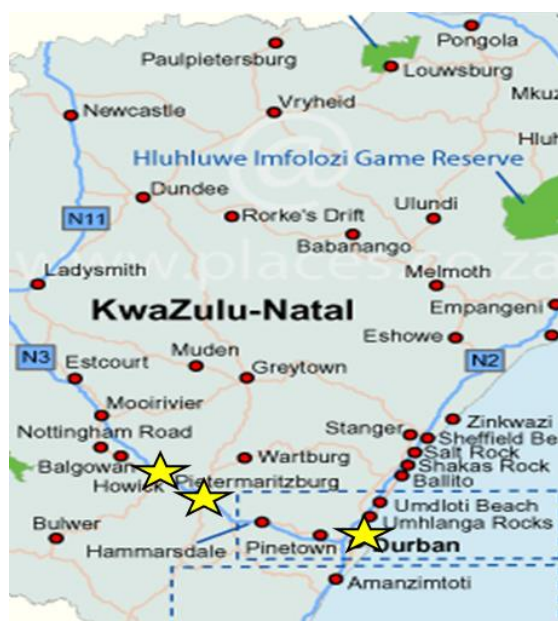 Pongola
Paulpietersburg
Louwsburg
Mkuz
Newcastle
Vryheid
@
Hluhl
Hluhluwe Imfolozi Game Reserve
Dundee
N11
Rorke's Drift
Ulundi
Babanango
www.places.co.za
Ladysmith
Melmoth
KwaZulu-Natal
Empangeni
Eshowe
N3
Muden
N2
Estcourt
Greytown
Mooirivier
Zinkwazi
Stanger
Nottingham Road
Sheffield Be
Salt Rock
Wartburg
Balgowan
Shakas Rock
Howick
Pietermaritzburg
Ballito
Umdloti Beach
Bulwer
Umhlanga Rocks
Hammarsdale
Pinetown
Durban
Amanzimtoti